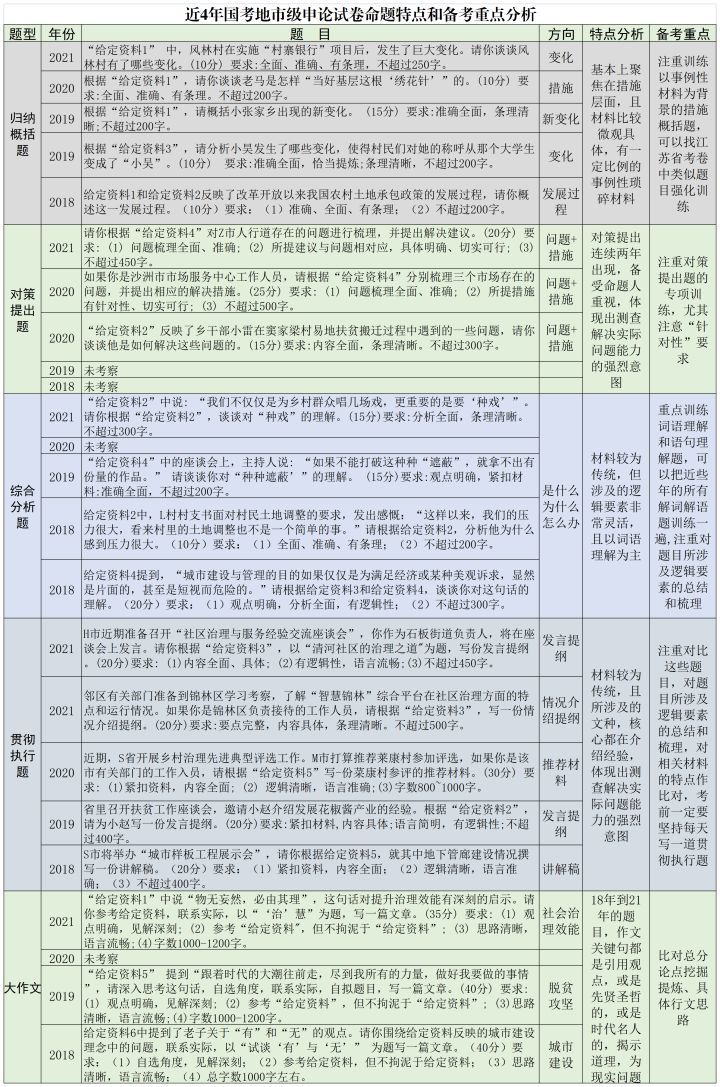 近4年国考地市级申论试卷命题特点和备考重点分析
题型 年份 方向 特点分析 备考重点
归纳
概括
题
2021
“给定资料1” 中，风林村在实施“村寨银行”项目后，发生了巨大变化。请你谈谈风
林村有了哪些变化。(10分) 要求:全面、准确、有条理，不超过250字。
变化
2020
根据“给定资料1”，请你谈谈老马是怎样“当好基层这根‘绣花针’”的。(10分) 要
求:全面、准确、有条理。不超过200字。
措施
2019
根据“给定资料1”，请概括小张家乡出现的新变化。 (15分) 要求:准确全面，条理清
晰;不超过200字。
新变化
2019
根据“给定资料3”，请分析小吴发生了哪些变化，使得村民们对她的称呼从那个大学生
变成了“小吴”。(10分) 要求:准确全面，恰当提炼;条理清晰，不超过200字。
变化
2018
给定资料1和给定资料2反映了改革开放以来我国农村土地承包政策的发展过程，请你概
述这一发展过程。（10分）要求：（1）准确、全面、有条理；（2）不超过200字。
发展过
程
基本上聚
焦在措施
层面，且
材料比较
微观具
体，有一
定比例的
事例性琐
碎材料
注重训练
以事例性
材料为背
景的措施
概括题，
可以找江
苏省考卷
中类似题
目强化训
练
对策
提出
题
2021
请你根据“给定资料4”对Z市人行道存在的问题进行梳理，并提出解决建议。(20分) 要
求: (1) 问题梳理全面、准确; (2) 所提建议与问题相对应，具体明确、切实可行; (3)
不超过450字。
问题+
措施
2020
如果你是沙洲市市场服务中心工作人员，请根据“给定资料4”分别梳理三个市场存在的
问题，并提出相应的解决措施。(25分) 要求: (1) 问题梳理全面、准确; (2) 所提措施
有针对性、切实可行; (3) 不超过500字。
问题+
措施
2020
“给定资料2”反映了乡干部小雷在窦家梁村易地扶贫搬迁过程中遇到的一些问题，请你
谈谈他是如何解决这些问题的。(15分)要求:内容全面，条理清晰。不超过300字。
问题+
措施
2019 未考察
2018 未考察
对策提出
连续两年
出现，备
受命题人
重视，体
现出测查
解决实际
问题能力
的强烈意
图
注重对策
提出题的
专项训
练，尤其
注意“针
对性”要
求
综合
分析
题
2021
“给定资料2”中说: “我们不仅仅是为乡村群众唱几场戏，更重要的是要‘种戏’”。
请你根据“给定资料2”，谈谈对“种戏”的理解。(15分)要求:分析全面，条理清晰。
不超过300字。
2020 未考察
2019
“给定资料4”中的座谈会上，主持人说: “如果不能打破这种种“遮蔽”，就拿不出有
份量的作品。” 请谈谈你对“种种遮蔽’”的理解。 (15分)要求:观点明确，紧扣材
料:准确全面，不超过200字。
2018
给定资料2中，L村村支书面对村民土地调整的要求，发出感慨：“这样以来，我们的压
力很大，看来村里的土地调整也不是一个简单的事。”请根据给定资料2，分析他为什么
感到压力很大。（10分）要求：（1）全面、准确、有条理；（2）不超过200字。
2018
给定资料4提到，“城市建设与管理的目的如果仅仅是为满足经济或某种美观诉求，显然
是片面的，甚至是短视而危险的。”请根据给定资料3和给定资料4，谈谈你对这句话的
理解。（20分）要求：（1）观点明确，分析全面，有逻辑性；（2）不超过300字。
是什么
为什么
怎么办
材料较为
传统，但
涉及的逻
辑要素非
常灵活，
且以词语
理解为主
重点训练
词语理解
和语句理
解题，可
以把近些
年的所有
解词解语
题训练一
遍,注重对
题目所涉
及逻辑要
素的总结
和梳理
贯彻
执行
题
2021
H市近期准备召开“社区治理与服务经验交流座谈会”，你作为石板街道负责人，将在座
谈会上发言。请你根据“给定资料3”，以“清河社区的治理之道”为题，写份发言提纲
。(20分)要求: (1)内容全面、具体; (2)有逻辑性，语言流畅;(3)不超过450字。
发言
提纲
2021
邻区有关部门准备到锦林区学习考察，了解“智慧锦林”综合平台在社区治理方面的特
点和运行情况。如果你是锦林区负责接待的工作人员，请根据“给定资料3”，写一份情
况介绍提纲。(20分)要求:要点完整，内容具体，条理清晰。不超过500字。
情况介
绍提纲
2020
近期，S省开展乡村治理先进典型评选工作。M市打算推荐莱康村参加评选，如果你是该
市有关部门的工作入员，请根据“给定资料5”写一份菜康村参评的推荐材料。(30分) 要
求: (1)紧扣资料，内容全面; (2) 逻辑清晰，语言准确;(3)字数800~1000字。
推荐
材料
2019
省里召开扶贫工作座谈会，邀请小赵介绍发展花椒酱产业的经验。根据“给定资料2”，
请为小赵写一份发言提纲。(20分)要求:紧扣材料,内容具体;语言简明，有逻辑性;不超
过400字。
发言
提纲
2018
S市将举办“城市样板工程展示会”，请你根据给定资料5，就其中地下管廊建设情况撰
写一份讲解稿。（20分）要求：（1）紧扣资料，内容全面；（2）逻辑清晰，语言准
确；（3）不超过400字。
讲解稿
材料较为
传统，且
所涉及的
文种，核
心都在介
绍经验，
体现出测
查解决实
际问题能
力的强烈
意图
注重对比
这些题
目，对题
目所涉及
逻辑要素
的总结和
梳理，对
相关材料
的特点作
比对，考
前一定要
坚持每天
写一道贯
彻执行题
大作文
2021
“给定资料1”中说“物无妄然，必由其理”，这句话对提升治理效能有深刻的启示。请
你参考给定资料，联系实际，以“‘治’慧”为题，写一篇文章。(35分) 要求: (1) 观
点明确，见解深刻; (2) 参考“给定资料”，但不拘泥于“给定资料”; (3) 思路清晰，
语言流畅;(4)字数1000-1200字。
社会治
理效能
2020 未考察
2019
“给定资料5” 提到“跟着时代的大潮往前走，尽到我所有的力量，做好我要做的事情”
，请深入思考这句话，自选角度，联系实际，自拟题目，写一篇文章。(40分) 要求:
(1) 观点明确，见解深刻; (2) 参考“给定资料”，但不拘泥于“给定资料”; (3)思路
清晰，语言流畅;(4)字数1000-1200字。
脱贫
攻坚
2018
给定资料6中提到了老子关于“有”和“无”的观点。请你围绕给定资料反映的城市建设
理念中的问题，联系实际，以“试谈‘有’与‘无’” 为题写一篇文章。（40分）要
求：（1）自选角度，见解深刻；（2）参考给定资料，但不拘泥于资料；（3）思路清
晰，语言流畅；（4）总字数1000字左右。
城市
建设
18年到21
年的题
目，作文
关键句都
是引用观
点，或是
先贤圣哲
的，或是
时代名人
的，揭示
道理，为
现实问题
比对总分
论点挖掘
提炼、具
体行文思
路